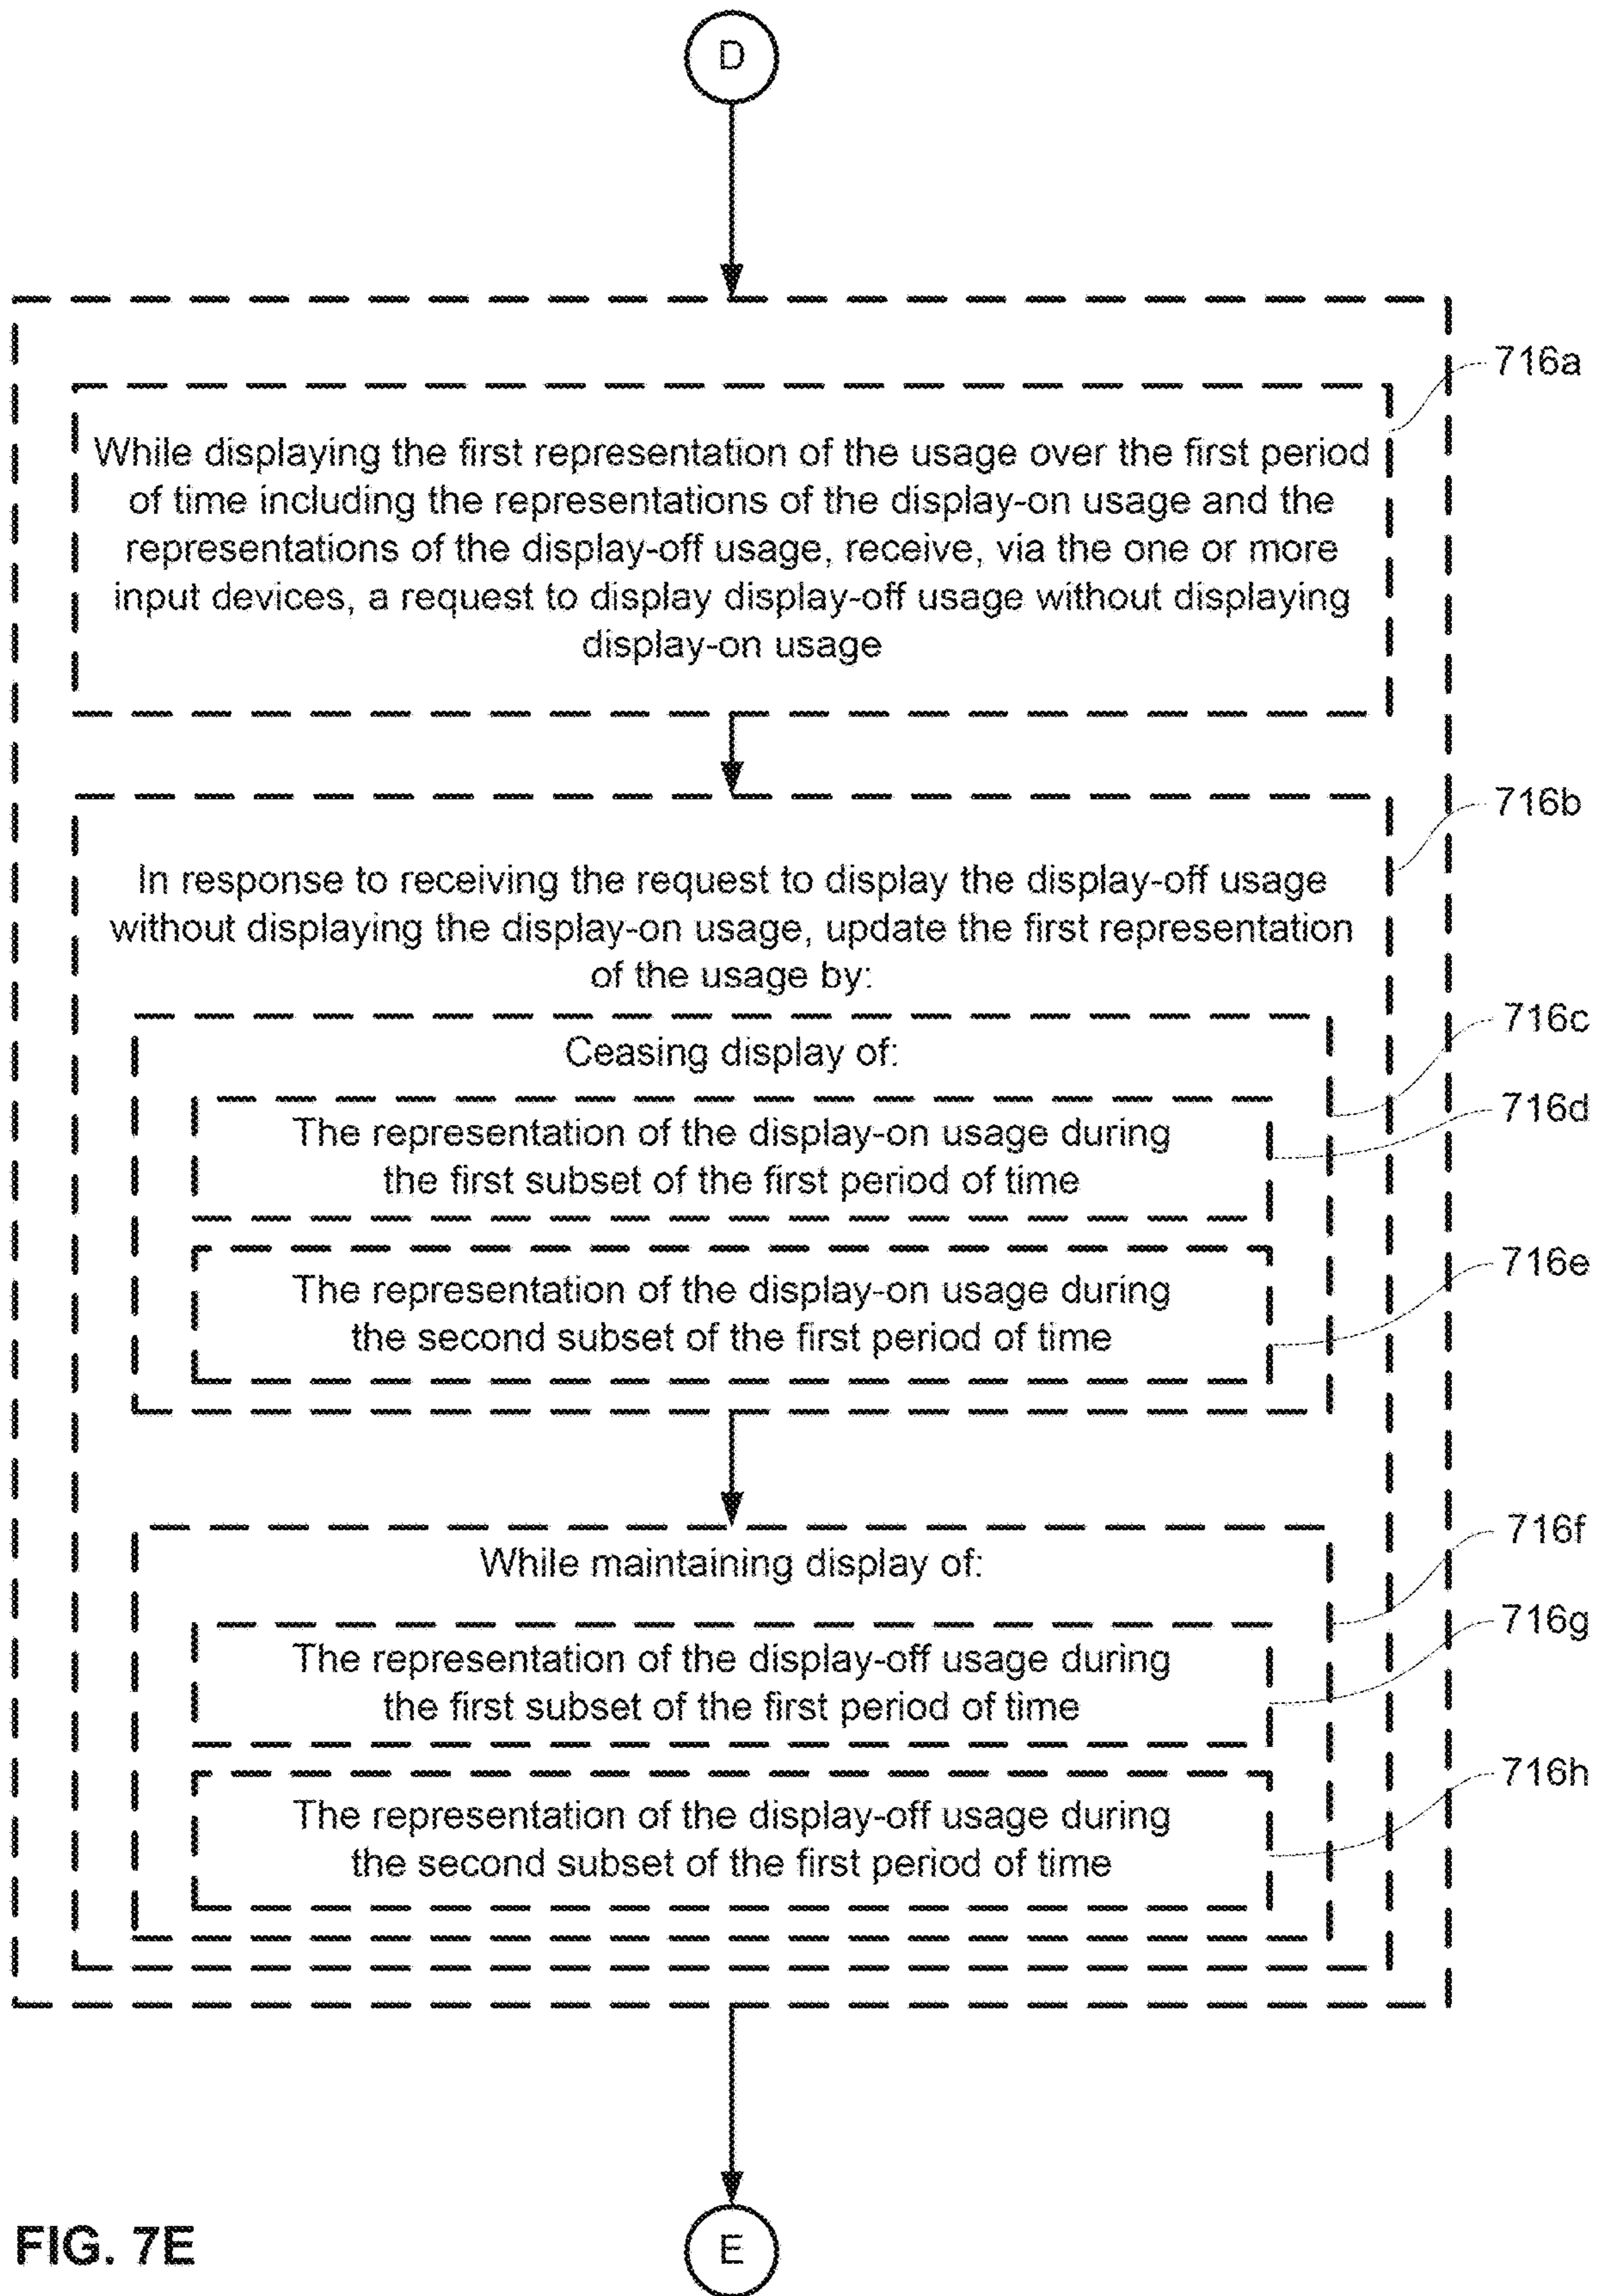 D
716a
While displaying the first representation of the usage over the first period
of time including the representations of the display-on usage and the
representations of the display-off usage, receive, via the one or more
input devices, a request to display display-off usage without displaying
display-on usage
716b
In response to receiving the request to display the display-off usage
without displaying the display-on usage, update the first representation
of the usage by:
716c
Ceasing display of:
716d
The representation of the display-on usage during
the first subset of the first period of time
716e
The representation of the display-on usage during
the second subset of the first period of time
716f
While maintaining display of:
716g
The representation of the display-off usage during
the first subset of the first period of time
716h
The representation of the display-off usage during
the second subset of the first period of time
FIG. 7E
E